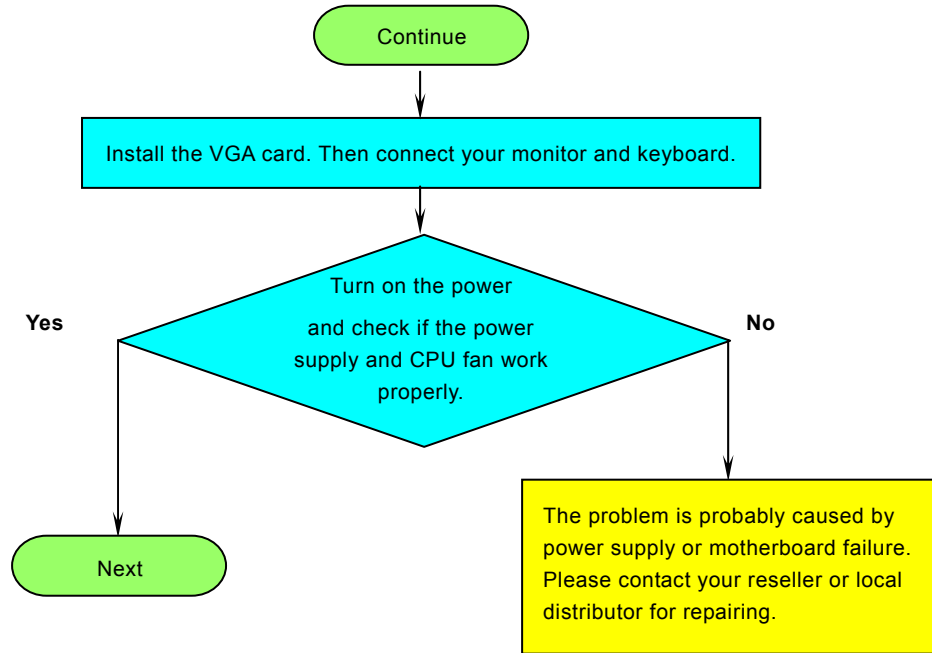 Continue
Install the VGA card. Then connect your monitor and keyboard.
Turn on the power
and check if the power
supply and CPU fan work
properly.
Yes
No
Next
The problem is probably caused by
power supply or motherboard failure.
Please contact your reseller or local
distributor for repairing.